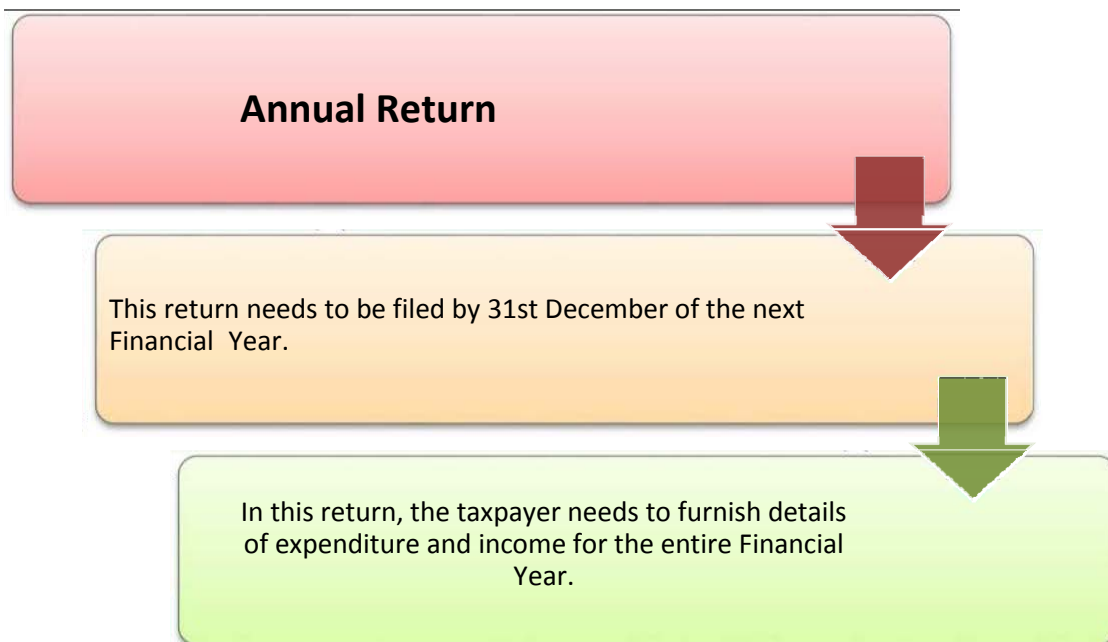 Annual Return
This return needs to be filed by 31st December of the next
Financial Year.
In this return, the taxpayer needs to furnish details
of expenditure and income for the entire Financial
Year.